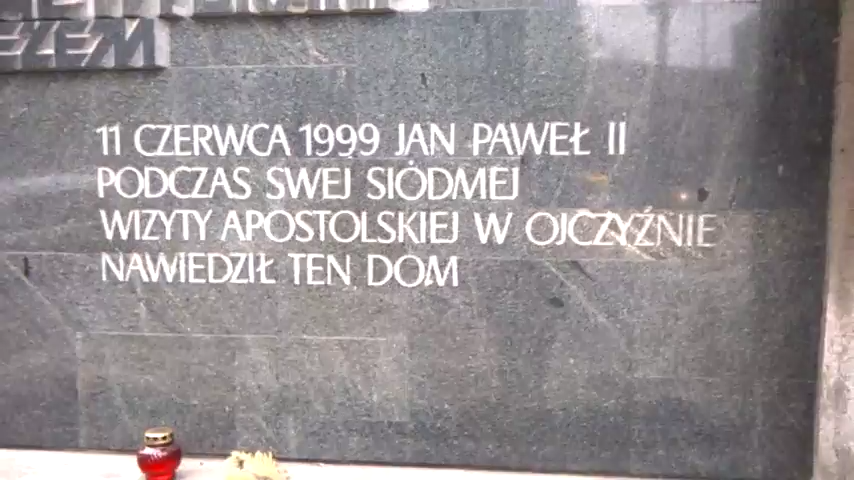 11 CZERWCA 1999 JAN PAWEŁ II
PODCZAS SWEJ SIÓDMEJ
WIZYTY APOSTOLSKIEJ W OJCZYŹNIE
NAWIEDZIŁ TEN DOM